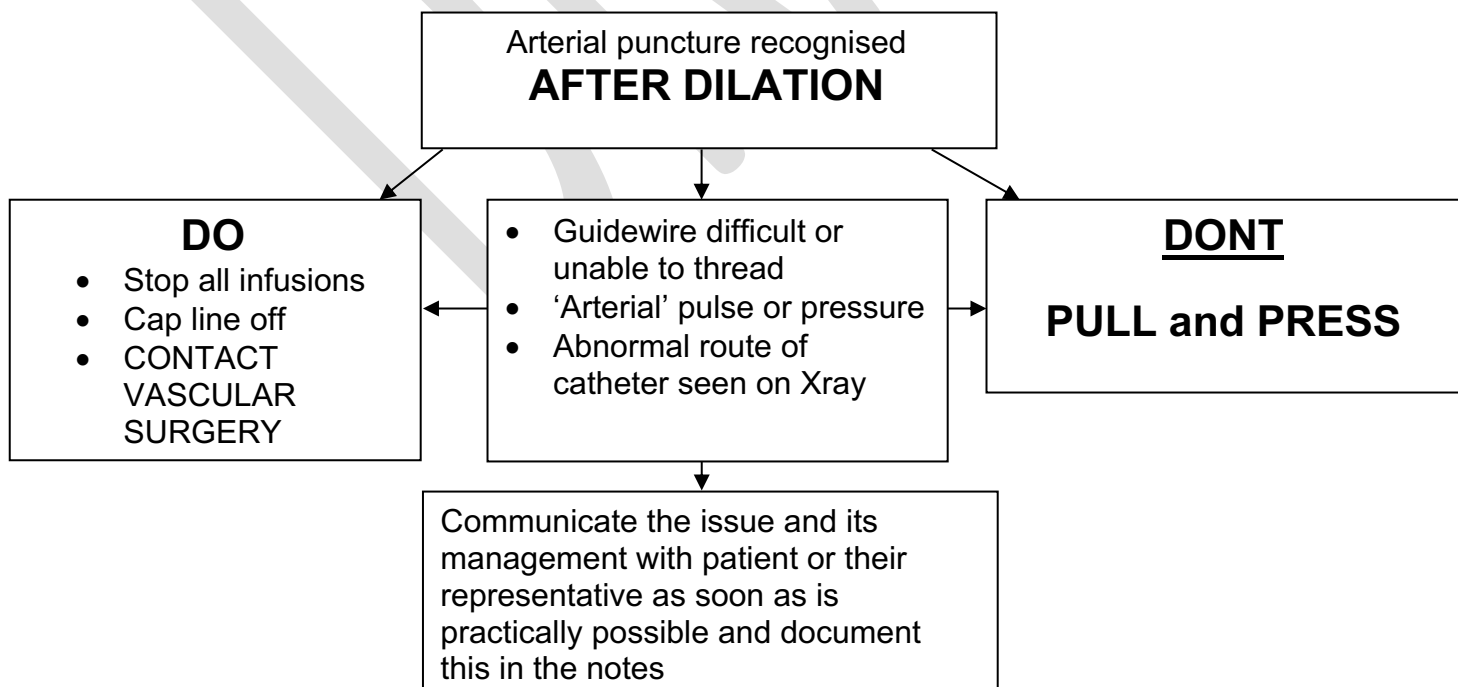 Arterial puncture recognised
AFTER DILATION
DO
• Stop all infusions
• Cap line off
• CONTACT
VASCULAR
SURGERY
• Guidewire difficult or
unable to thread
• ‘Arterial’ pulse or pressure
• Abnormal route of
catheter seen on Xray
DONT
PULL and PRESS
Communicate the issue and its
management with patient or their
representative as soon as is
practically possible and document
this in the notes